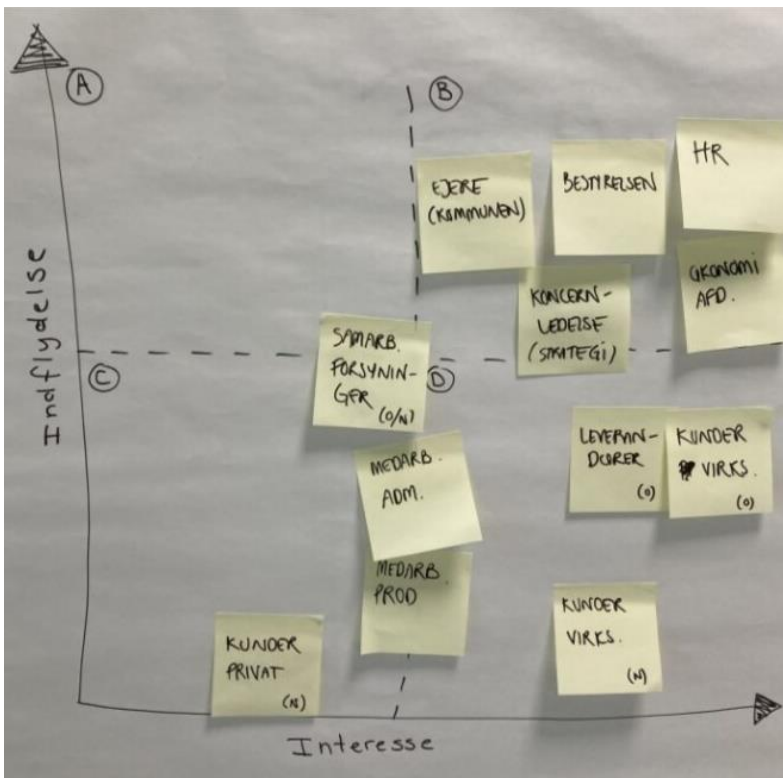 A
B
EJERE
(KOMMUNEN)
BESTYRELSEN
HR
ØKONOMI
AFD.
KONCERN-
LEDELSE
(STRATEGI)
Indflydelse
SAMARB.
FORSYNIN-
GER
(O/N)
C
D
MEDARB.
ADM.
LEVERAN-
DØRER
(O)
KUNDER
VIRKS.
(O)
MEDARB.
PROD
KUNDER
PRIVAT
(N)
KUNDER
VIRKS.
(N)
Interesse